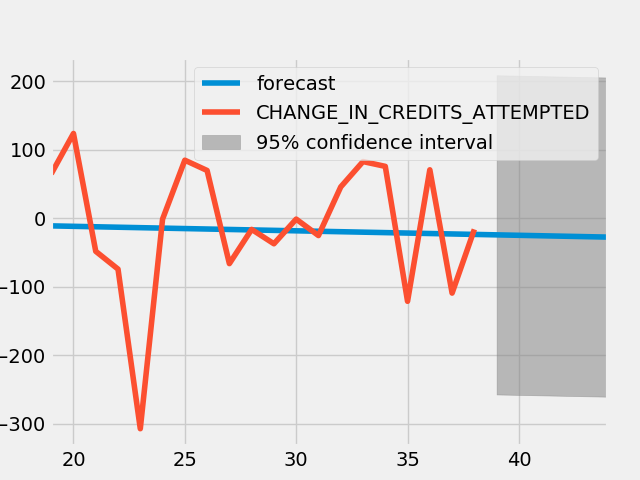 forecast
CHANGE_IN_CREDITS_ATTEMPTED
95% confidence interval
200
100
0
−100
−200
−300
20 25 30 35 40